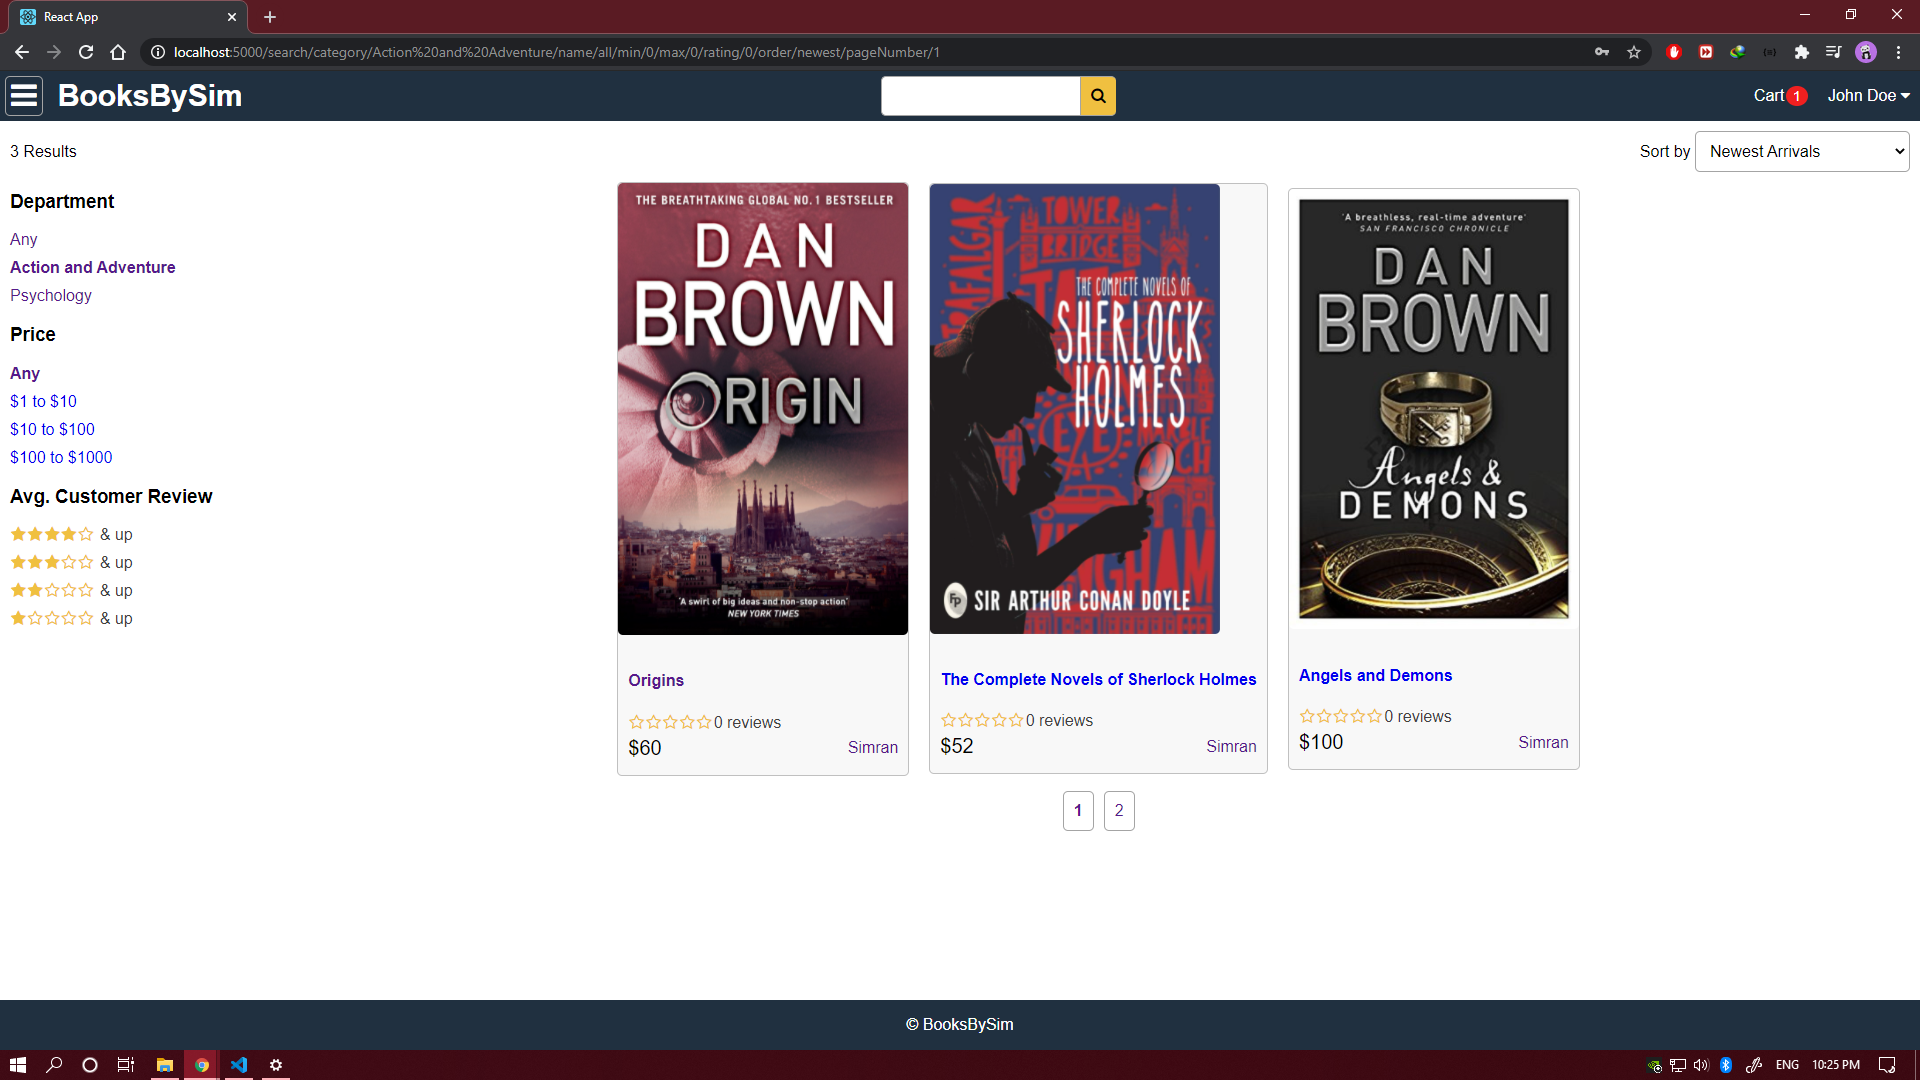 React App
localhost:5000/search/category/Action%20and%20Adventure/name/all/min/0/max/0/rating/0/order/newest/pageNumber/1
BooksBySim
Cart 1
John Doe
3 Results
Sort by Newest Arrivals
Department
Any
Action and Adventure
Psychology
Price
Any
$1 to $10
$10 to $100
$100 to $1000
Avg. Customer Review
& up
& up
& up
& up
THE BREATHTAKING GLOBAL NO. 1 BESTSELLER
DAN
BROWN
ORIGIN
'A swirl of big ideas and non-stop action'
NEW YORK TIMES
Origins
0 reviews
$60 Simran
TRAFALGAR
TOWER
BRIDGE
THE COMPLETE NOVELS OF
SHERLOCK
HOLMES
EYE
FP
SIR ARTHUR CONAN DOYLE
The Complete Novels of Sherlock Holmes
0 reviews
$52 Simran
'A breathless, real-time adventure'
SAN FRANCISCO CHRONICLE
DAN
BROWN
Angels &
DEMONS
Angels and Demons
0 reviews
$100 Simran
1 2
© BooksBySim
ENG 10:25 PM